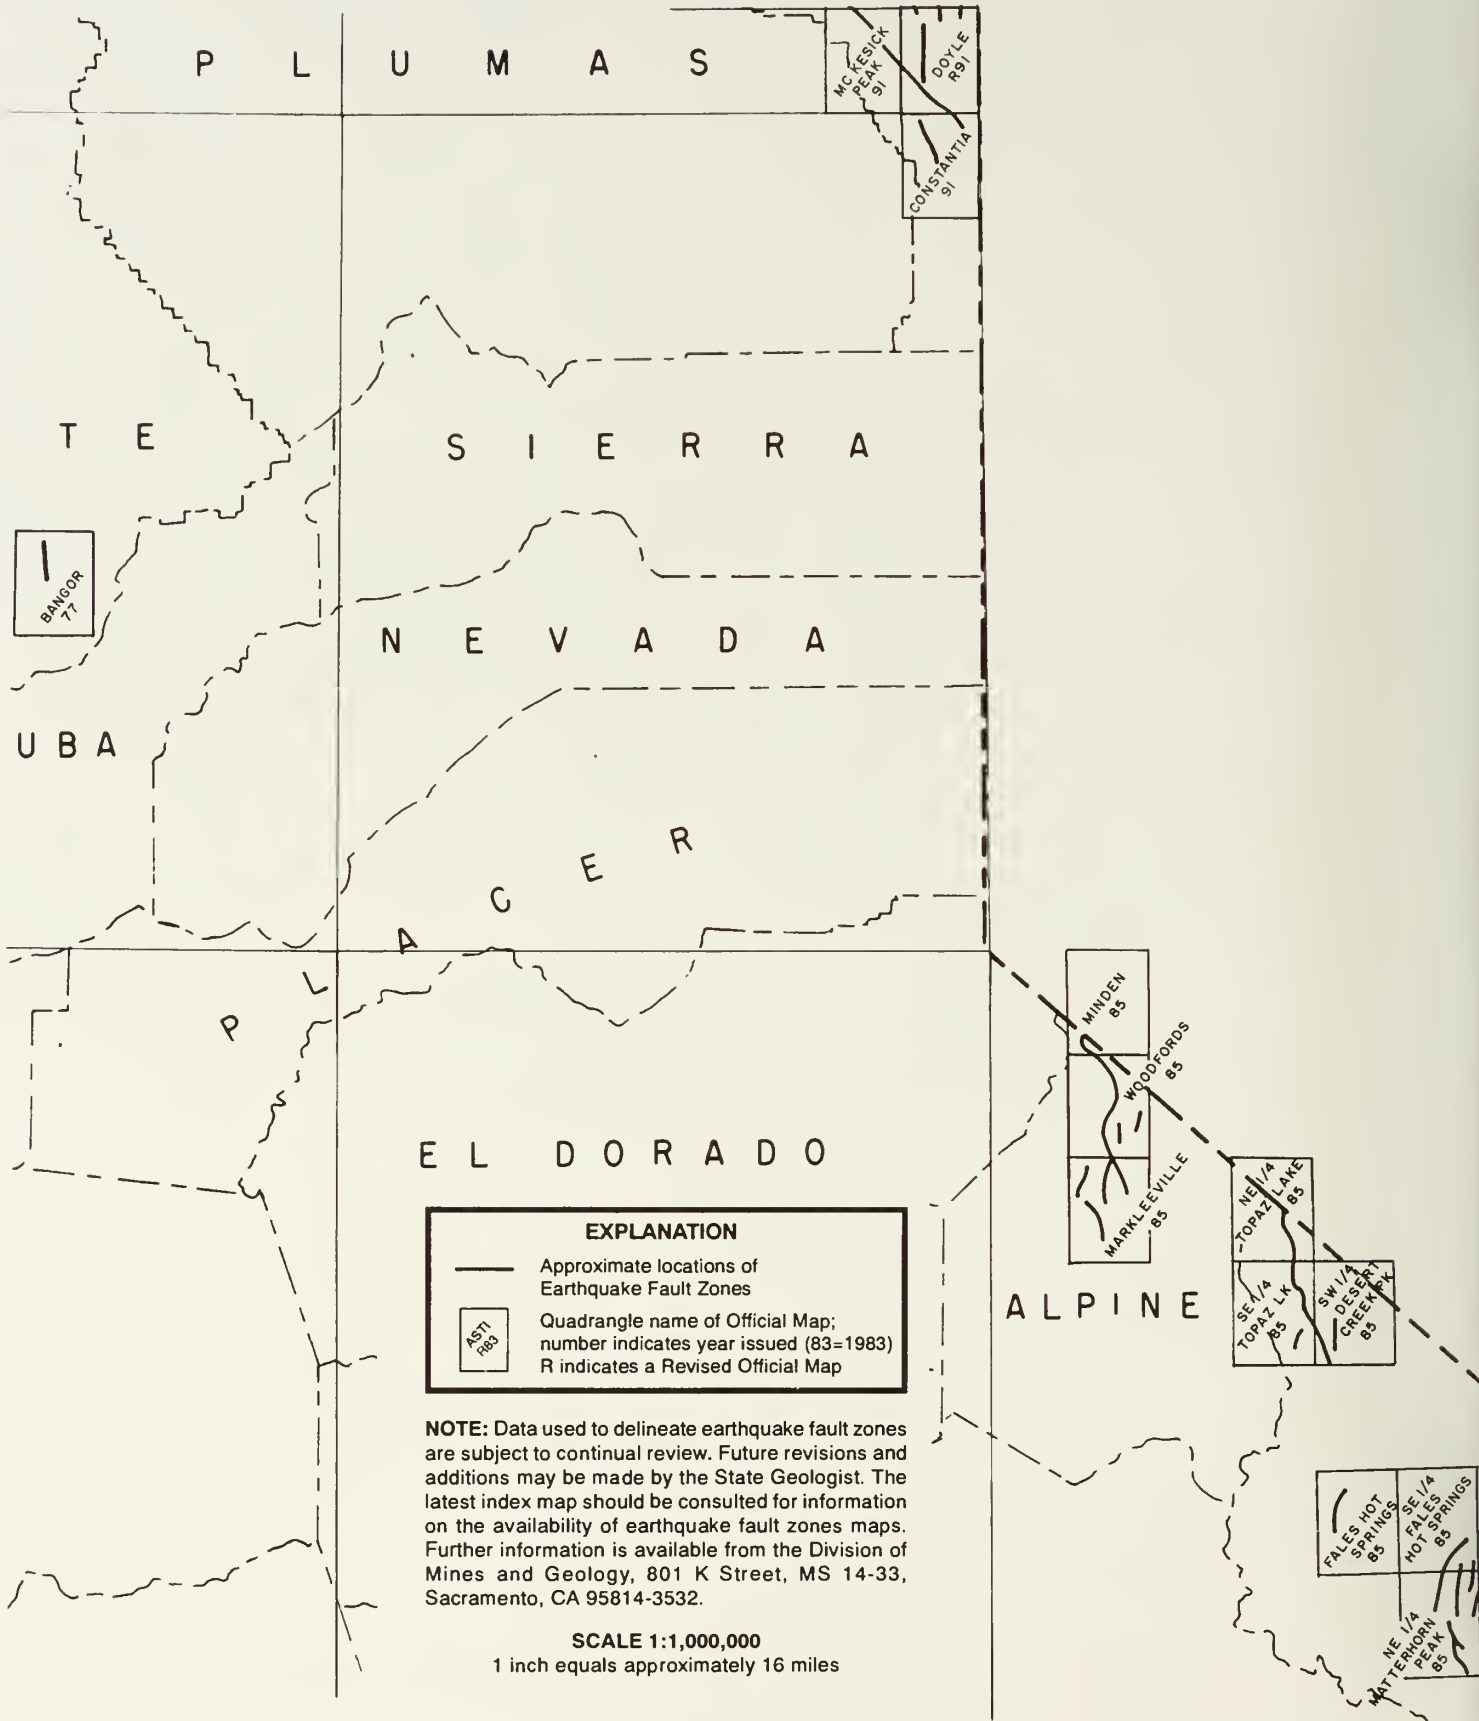 P L U M A S
MC KESICK
PEAK
91
DOYLE
R91
CONSTANTIA
91
T E
S I E R R A
BANGOR
77
N E V A D A
U B A
P L A C E R
MINDEN
85
WOODFORDS
85
MARKLEEVILLE
85
EL DORADO
NE 1/4
TOPAZ LAKE
85
SE 1/4
TOPAZ LK
85
SW 1/4
DESERT
CREEK PK
85
ALPINE
EXPLANATION
Approximate locations of
Earthquake Fault Zones
ASTI
R83
Quadrangle name of Official Map;
number indicates year issued (83=1983)
R indicates a Revised Official Map
NOTE: Data used to delineate earthquake fault zones
are subject to continual review. Future revisions and
additions may be made by the State Geologist. The
latest index map should be consulted for information
on the availability of earthquake fault zones maps.
Further information is available from the Division of
Mines and Geology, 801 K Street, MS 14-33,
Sacramento, CA 95814-3532.
SCALE 1:1,000,000
1 inch equals approximately 16 miles
FALES HOT
SPRINGS
85
SE 1/4
FALES
HOT SPRINGS
85
NE 1/4
MATTERHORN
PEAK
85